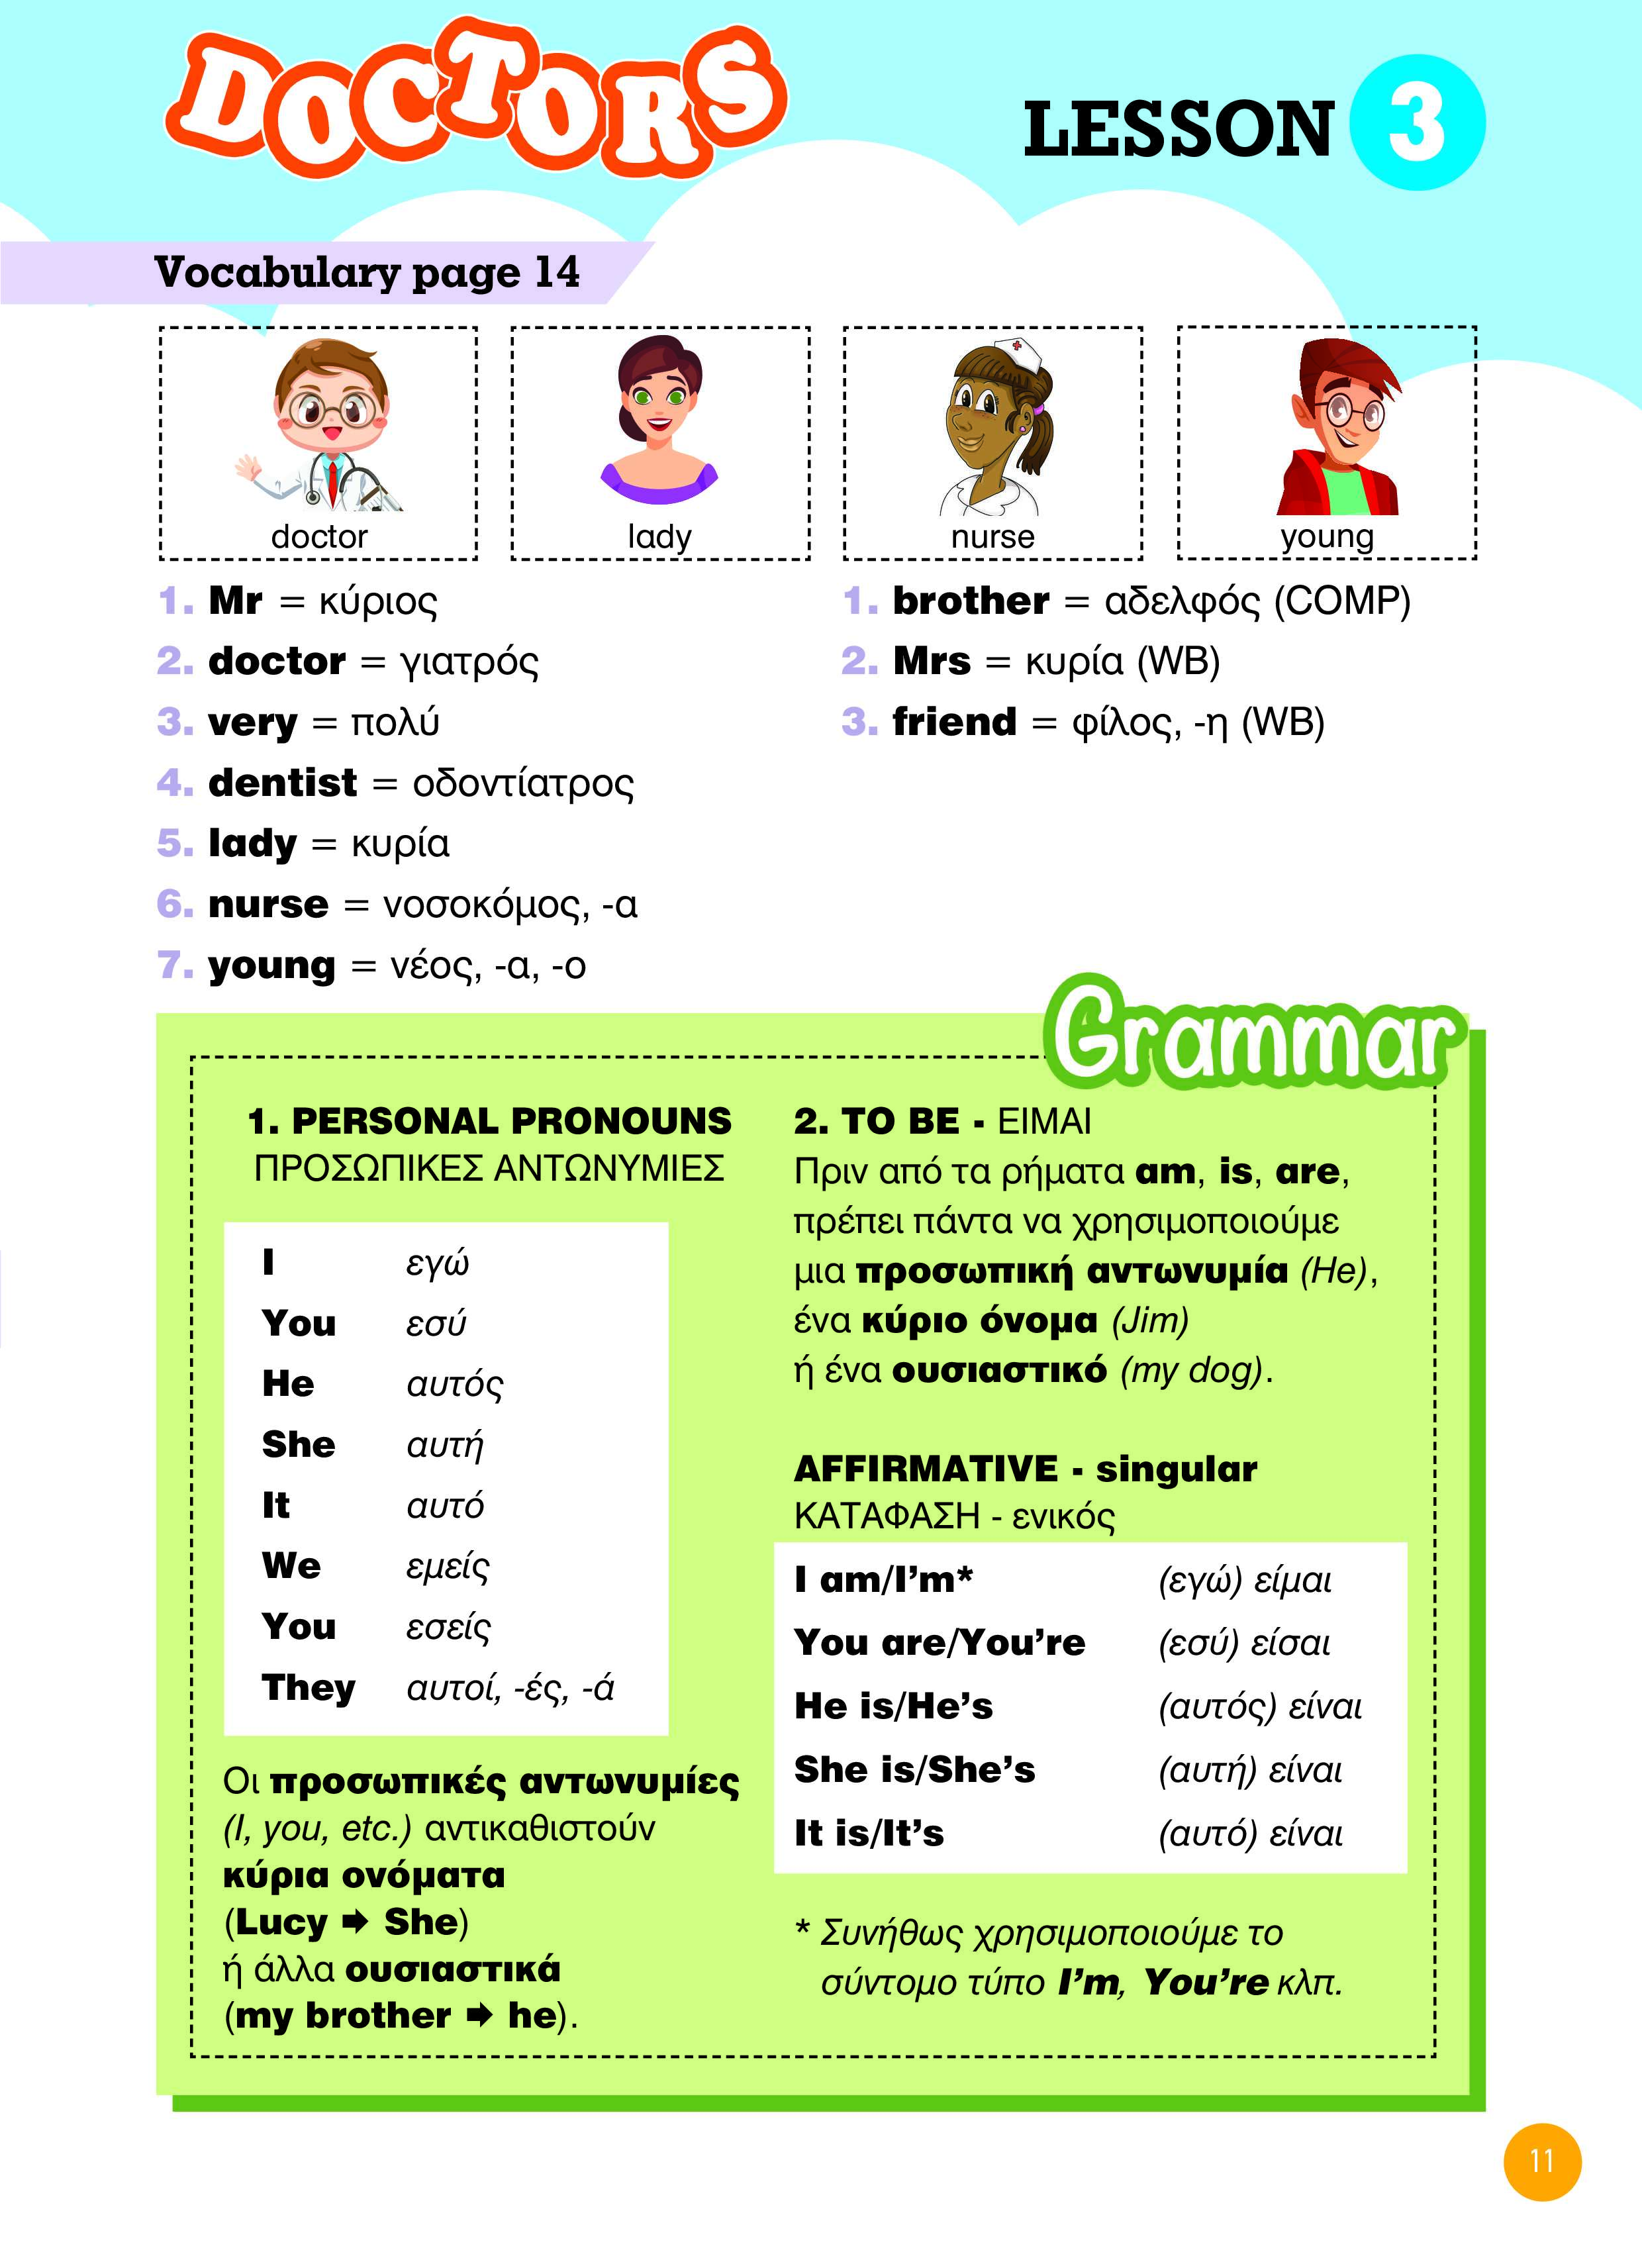 DOCTORS
LESSON 3
Vocabulary page 14
doctor
lady
nurse
young
1. Mr = κύριος
2. doctor = γιατρός
3. very = πολύ
4. dentist = οδοντίατρος
5. lady = κυρία
6. nurse = νοσοκόμος, -α
7. young = νέος, -α, -ο
1. brother = αδελφός (COMP)
2. Mrs = κυρία (WB)
3. friend = φίλος, -η (WB)
Grammar
1. PERSONAL PRONOUNS
ΠΡΟΣΩΠΙΚΕΣ ΑΝΤΩΝΥΜΙΕΣ
I εγώ
You εσύ
He αυτός
She αυτή
It αυτό
We εμείς
You εσείς
They αυτοί, -ές, -ά
Οι προσωπικές αντωνυμίες
(I, you, etc.) αντικαθιστούν
κύρια ονόματα
(Lucy ➡ She)
ή άλλα ουσιαστικά
(my brother ➡ he).
2. TO BE - ΕΙΜΑΙ
Πριν από τα ρήματα am, is, are,
πρέπει πάντα να χρησιμοποιούμε
μια προσωπική αντωνυμία (He),
ένα κύριο όνομα (Jim)
ή ένα ουσιαστικό (my dog).
AFFIRMATIVE - singular
ΚΑΤΑΦΑΣΗ - ενικός
I am/I’m* (εγώ) είμαι
You are/You’re (εσύ) είσαι
He is/He’s (αυτός) είναι
She is/She’s (αυτή) είναι
It is/It’s (αυτό) είναι
* Συνήθως χρησιμοποιούμε το
σύντομο τύπο I’m, You’re κλπ.
11